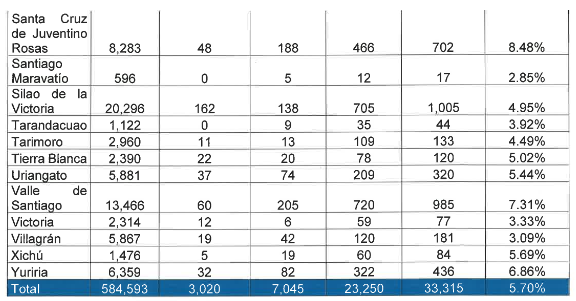 Santa Cruz
de Juventino
Rosas 8,283 48 188 466 702 8.48%
Santiago
Maravatío 596 0 5 12 17 2.85%
Silao de la
Victoria 20,296 162 138 705 1,005 4.95%
Tarandacuao 1,122 0 9 35 44 3.92%
Tarimoro 2,960 11 13 109 133 4.49%
Tierra Blanca 2,390 22 20 78 120 5.02%
Uriangato 5,881 37 74 209 320 5.44%
Valle de
Santiago 13,466 60 205 720 985 7.31%
Victoria 2,314 12 6 59 77 3.33%
Villagrán 5,867 19 42 120 181 3.09%
Xichú 1,476 5 19 60 84 5.69%
Yuriria 6,359 32 82 322 436 6.86%
Total 584,593 3,020 7,045 23,250 33,315 5.70%